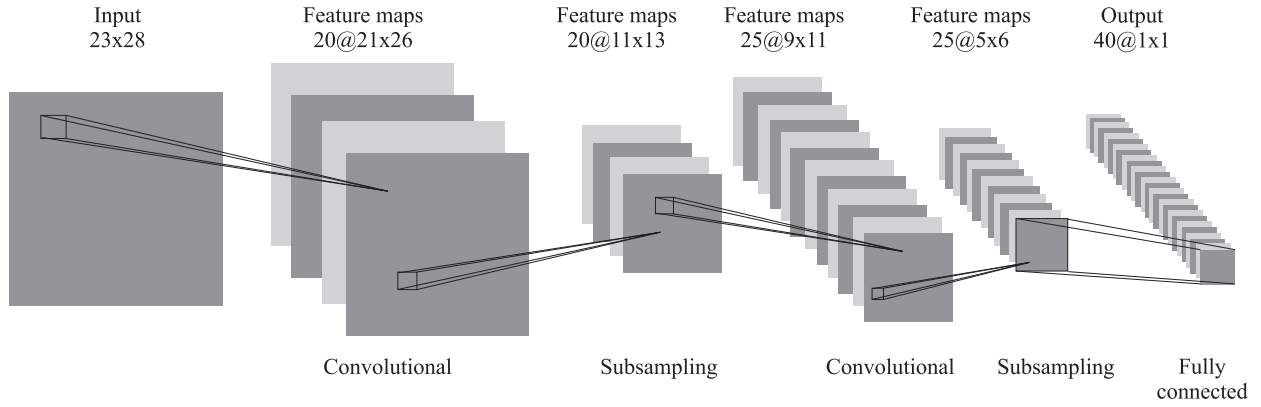 Input
23x28
Feature maps
20@21x26
Feature maps
20@11x13
Feature maps
25@9x11
Feature maps
25@5x6
Output
40@1x1
Convolutional
Subsampling
Convolutional
Subsampling
Fully
connected